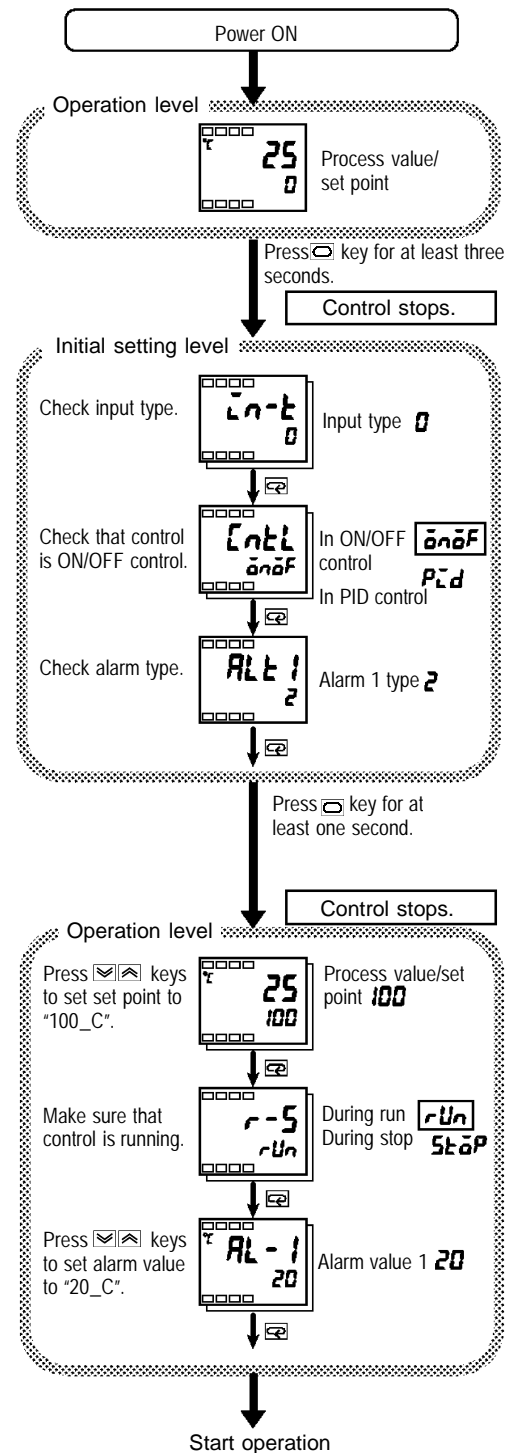 Power ON
Operation level
°C
25
0
Process value/
set point
Press key for at least three
seconds.
Control stops.
Initial setting level
Check input type.
in-t
0
Input type 0
Check that control
is ON/OFF control.
CntL
onoF
In ON/OFF onoF
control
Pid
In PID control
Check alarm type.
ALt1
2
Alarm 1 type 2
Press key for at
least one second.
Control stops.
Operation level
Press keys
to set set point to
“100_C”.
°C
25
100
Process value/set
point 100
Make sure that
control is running.
r-S
rUn
During run rUn
During stop StoP
Press keys
to set alarm value
to “20_C”.
°C
AL-1
20
Alarm value 1 20
Start operation